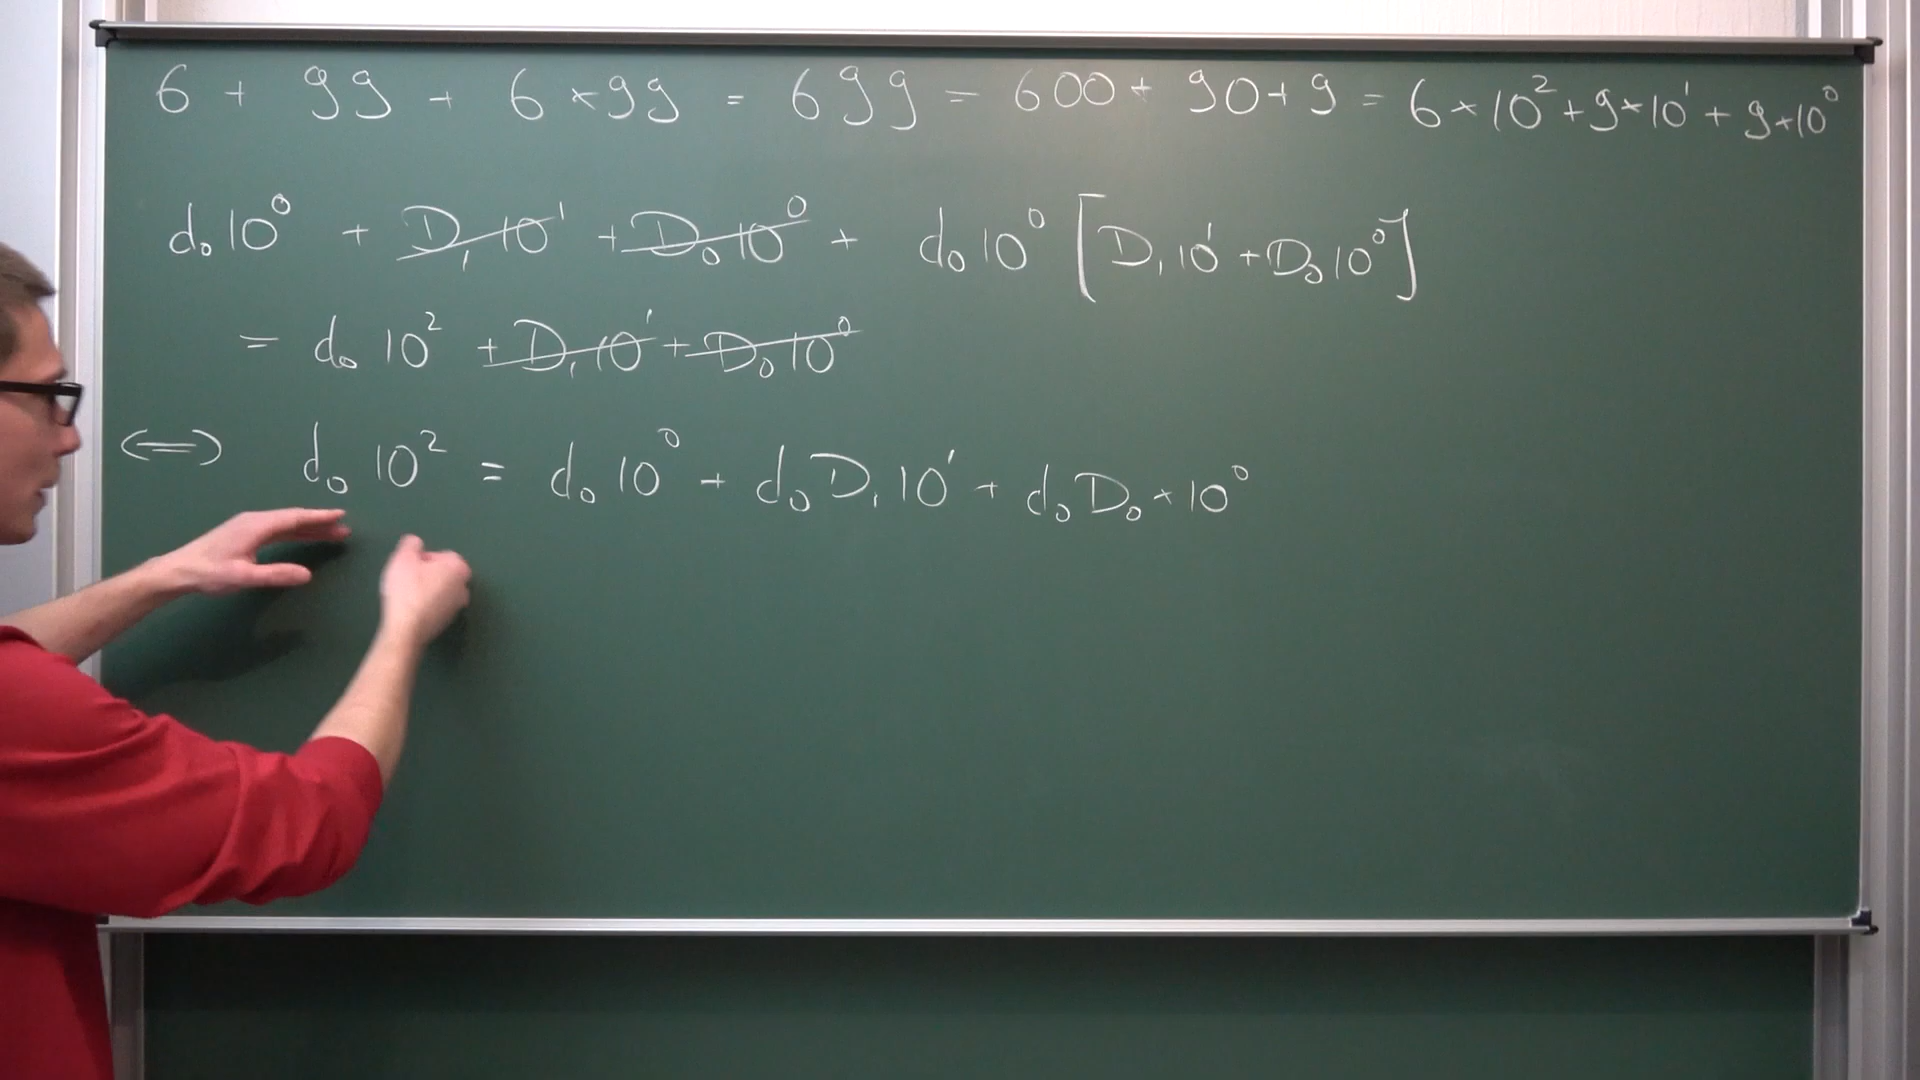 6 + 99 + 6 × 99 = 699 = 600 + 90 + 9 = 6 × 10² + 9 × 10¹ + 9 × 10⁰
d₀ 10⁰ + D₁ 10¹ + D₀ 10⁰ + d₀ 10⁰ [D₁ 10¹ + D₀ 10⁰]
= d₀ 10² + D₁ 10¹ + D₀ 10⁰
⟺ d₀ 10² = d₀ 10⁰ + d₀ D₁ 10¹ + d₀ D₀ × 10⁰